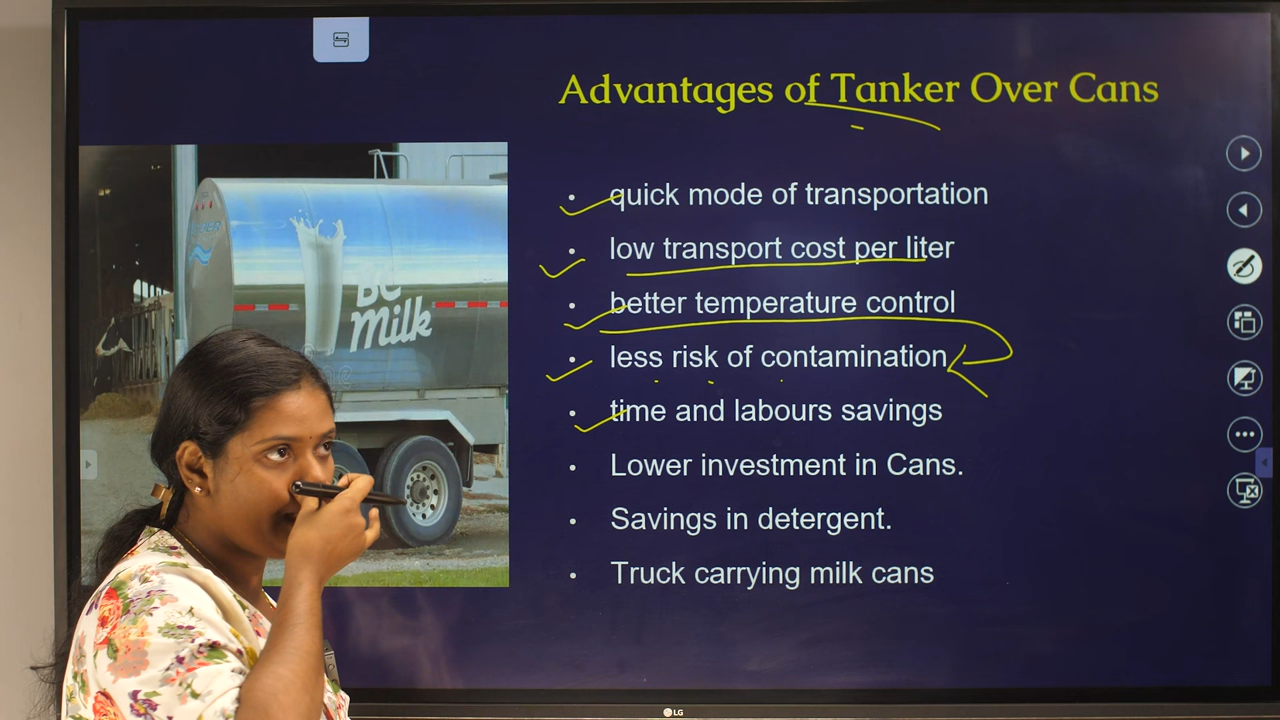 Advantages of Tanker Over Cans
BC
Milk
• quick mode of transportation
• low transport cost per liter
• better temperature control
• less risk of contamination
• time and labours savings
• Lower investment in Cans.
• Savings in detergent.
• Truck carrying milk cans
LG